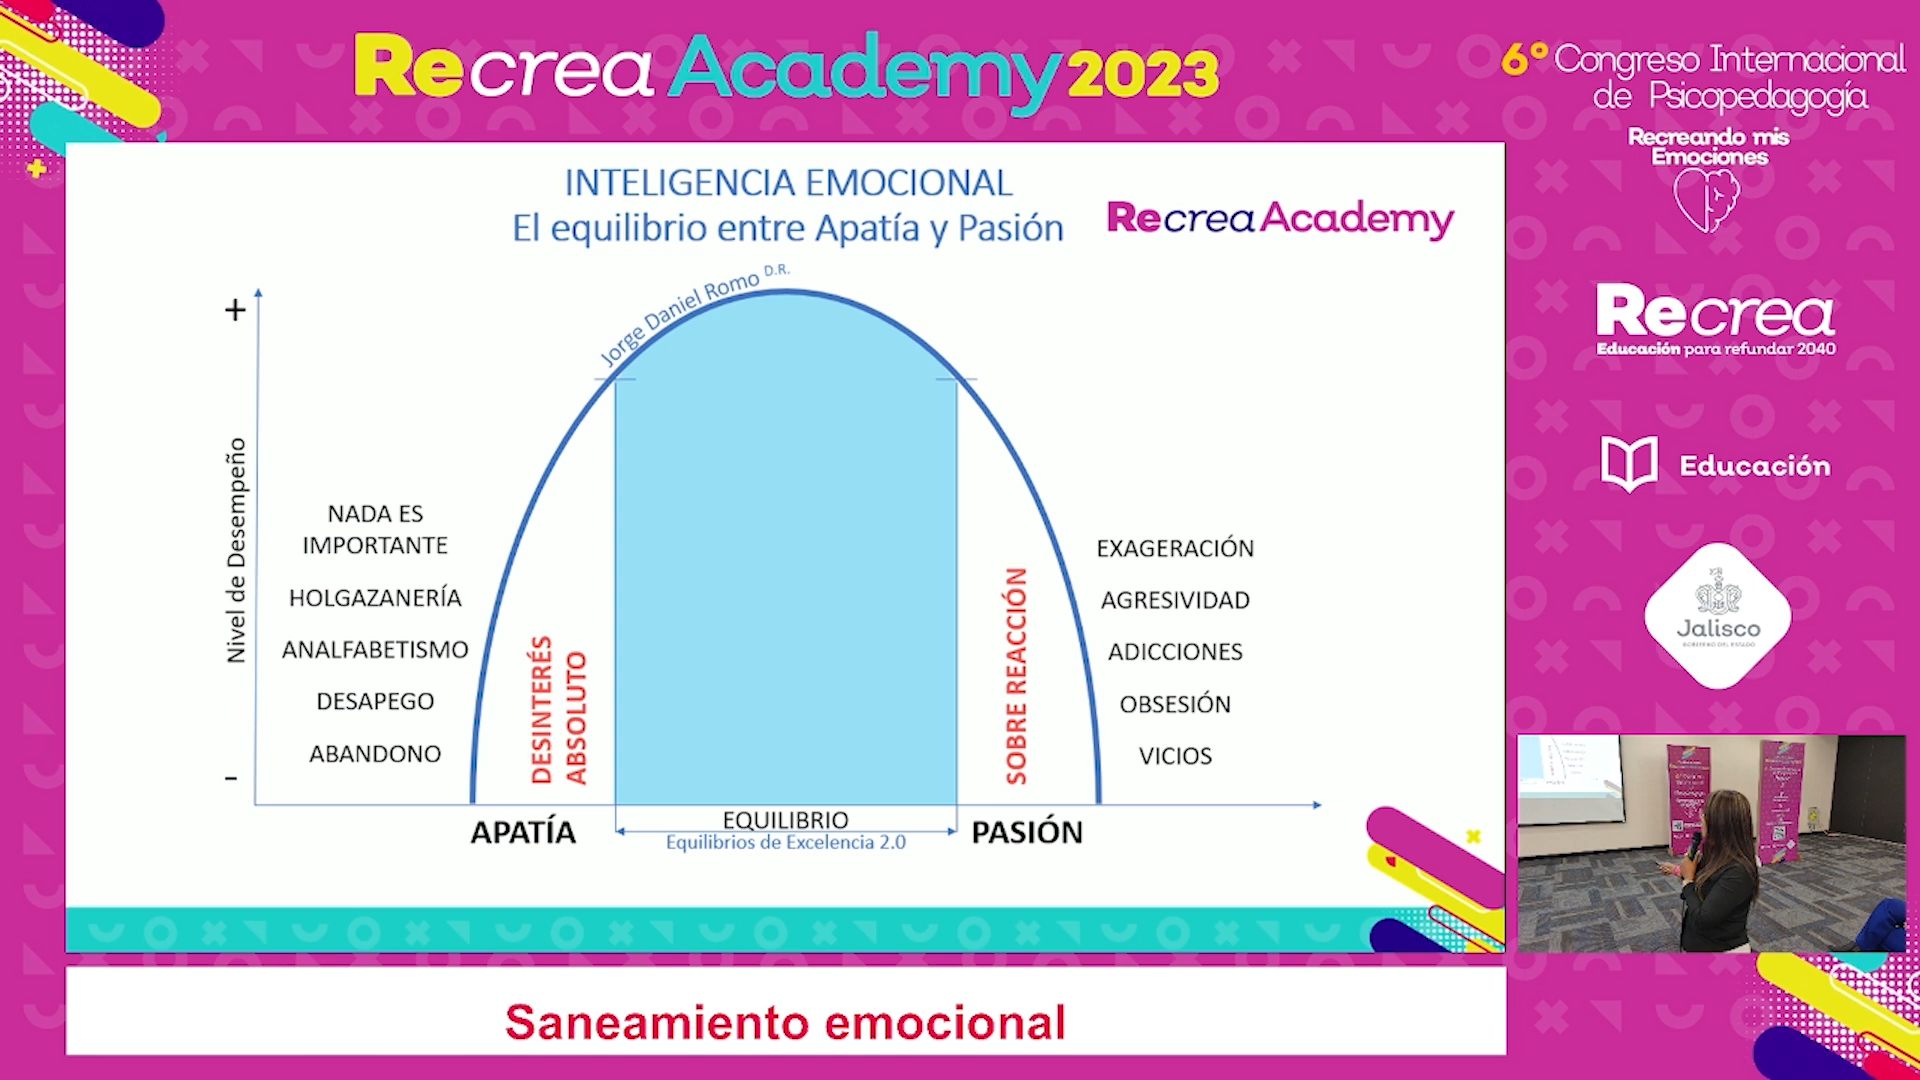 Recrea Academy 2023
6° Congreso Internacional
de Psicopedagogía
Recreando mis
Emociones
INTELIGENCIA EMOCIONAL
El equilibrio entre Apatía y Pasión
Recrea Academy
Jorge Daniel Romo D.R.
+
Nivel de Desempeño
-
NADA ES
IMPORTANTE
HOLGAZANERÍA
ANALFABETISMO
DESAPEGO
ABANDONO
DESINTERÉS
ABSOLUTO
SOBRE REACCIÓN
EXAGERACIÓN
AGRESIVIDAD
ADICCIONES
OBSESIÓN
VICIOS
APATÍA
EQUILIBRIO
Equilibrios de Excelencia 2.0
PASIÓN
Recrea
Educación para refundar 2040
Educación
Jalisco
GOBIERNO DEL ESTADO
Saneamiento emocional